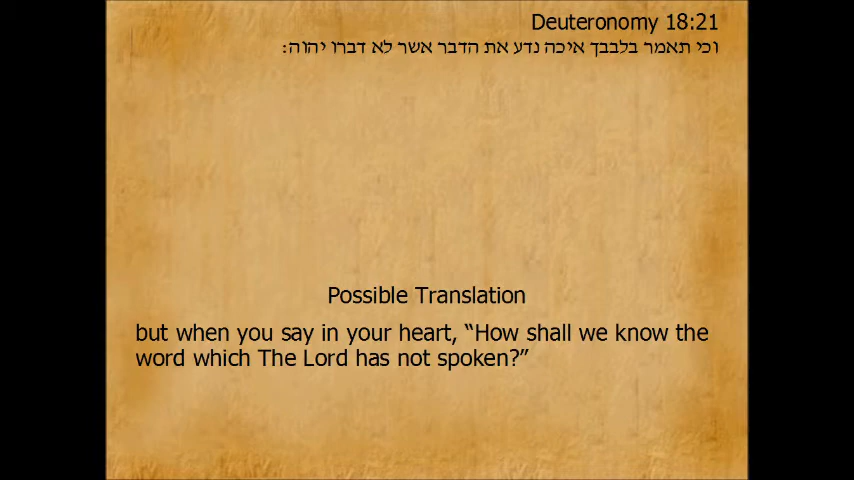 Deuteronomy 18:21
וכי תאמר בלבבך איכה נדע את הדבר אשר לא דברו יהוה:
Possible Translation
but when you say in your heart, “How shall we know the
word which The Lord has not spoken?”